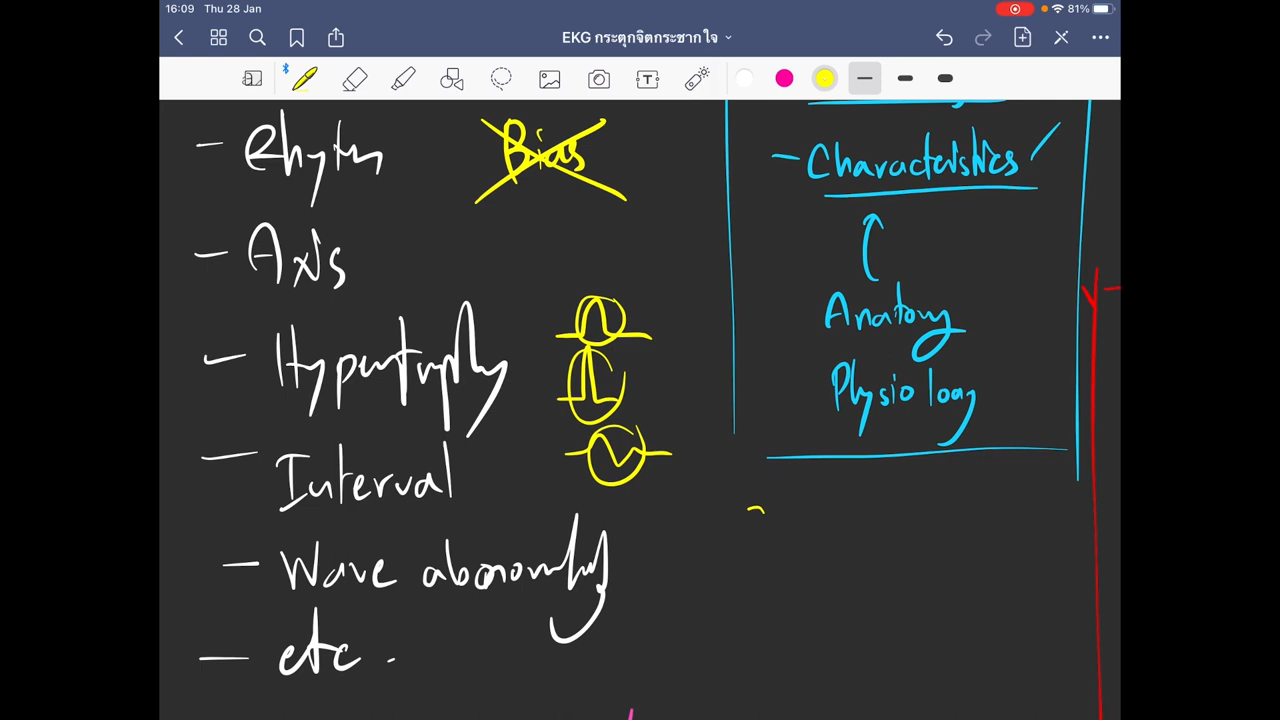 16:09 Thu 28 Jan
81%
EKG กระตุกจิตกระชากใจ
T
- Rhythm
Bias
- Axis
- Hypertrophy
- Interval
- Wave abnormality
- etc.
- Characteristics
Anatomy
Physiology